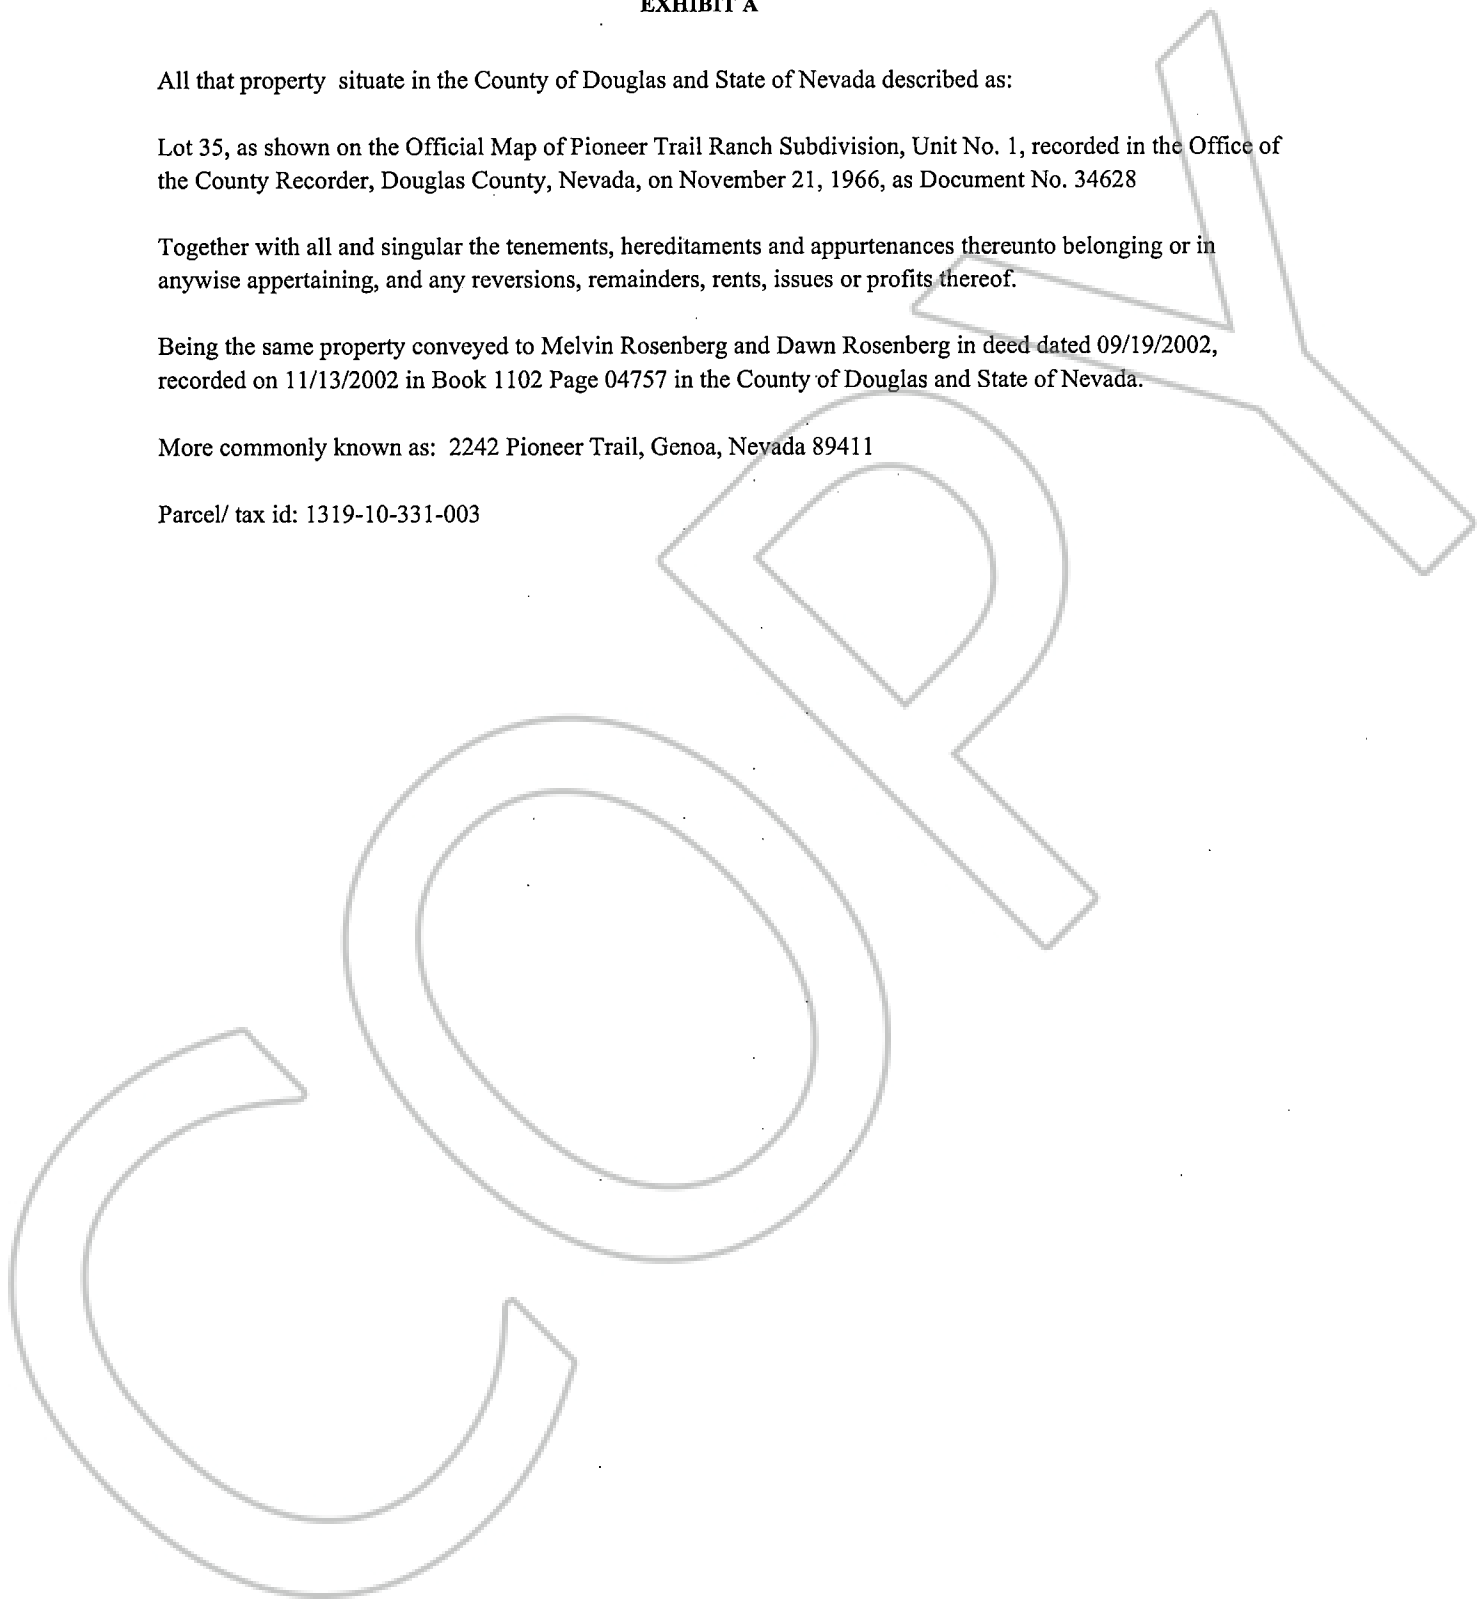 EXHIBIT A
All that property situate in the County of Douglas and State of Nevada described as:
Lot 35, as shown on the Official Map of Pioneer Trail Ranch Subdivision, Unit No. 1, recorded in the Office of
the County Recorder, Douglas County, Nevada, on November 21, 1966, as Document No. 34628
Together with all and singular the tenements, hereditaments and appurtenances thereunto belonging or in
anywise appertaining, and any reversions, remainders, rents, issues or profits thereof.
Being the same property conveyed to Melvin Rosenberg and Dawn Rosenberg in deed dated 09/19/2002,
recorded on 11/13/2002 in Book 1102 Page 04757 in the County of Douglas and State of Nevada.
More commonly known as: 2242 Pioneer Trail, Genoa, Nevada 89411
Parcel/ tax id: 1319-10-331-003
COPY